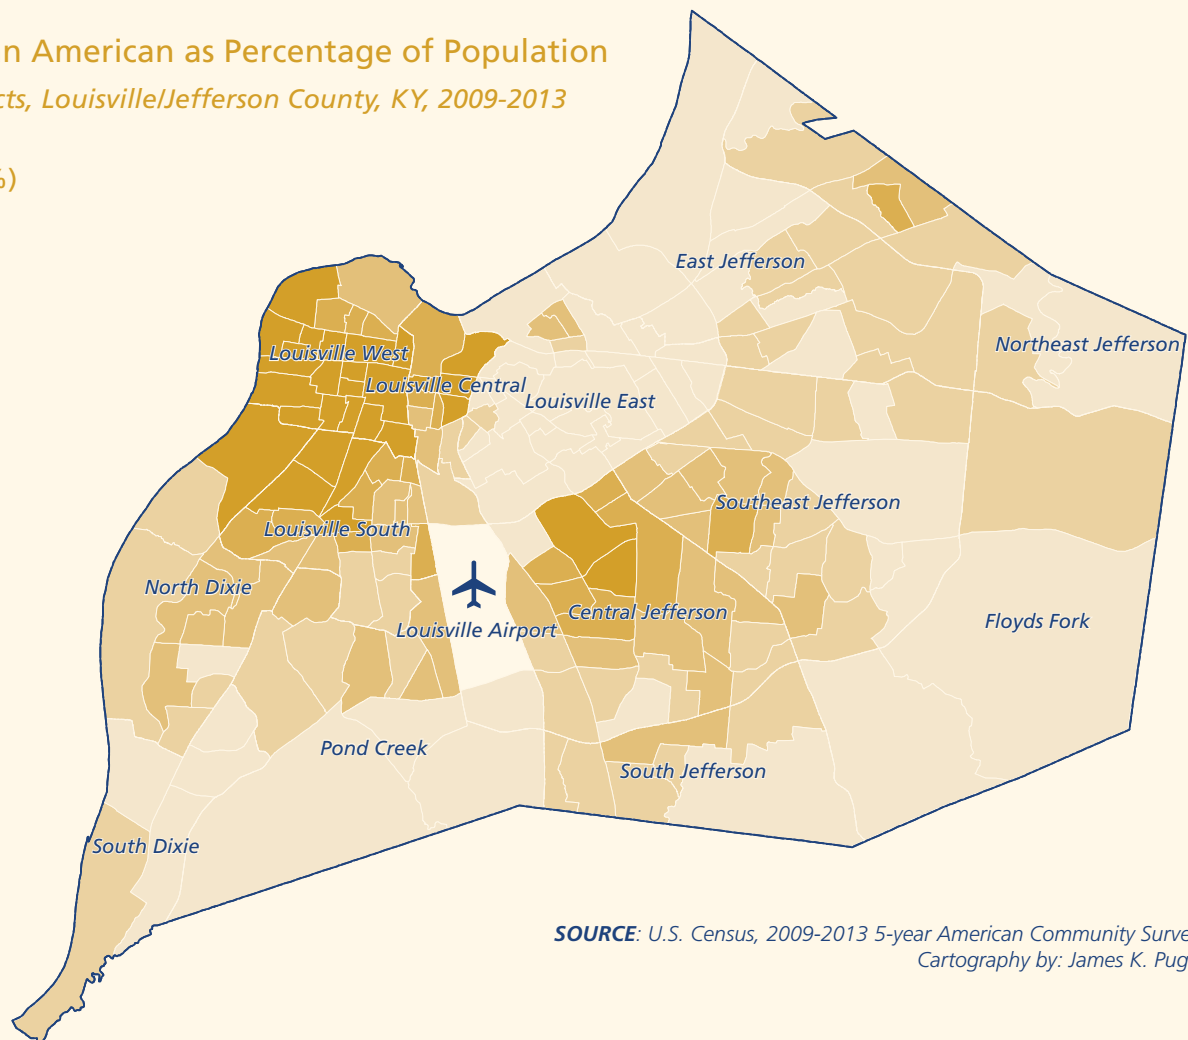 n American as Percentage of Population
cts, Louisville/Jefferson County, KY, 2009-2013
%)
East Jefferson
Northeast Jefferson
Louisville West
Louisville Central
Louisville East
Southeast Jefferson
Louisville South
North Dixie
Central Jefferson
Louisville Airport
Floyds Fork
Pond Creek
South Jefferson
South Dixie
SOURCE: U.S. Census, 2009-2013 5-year American Community Surve
Cartography by: James K. Pug